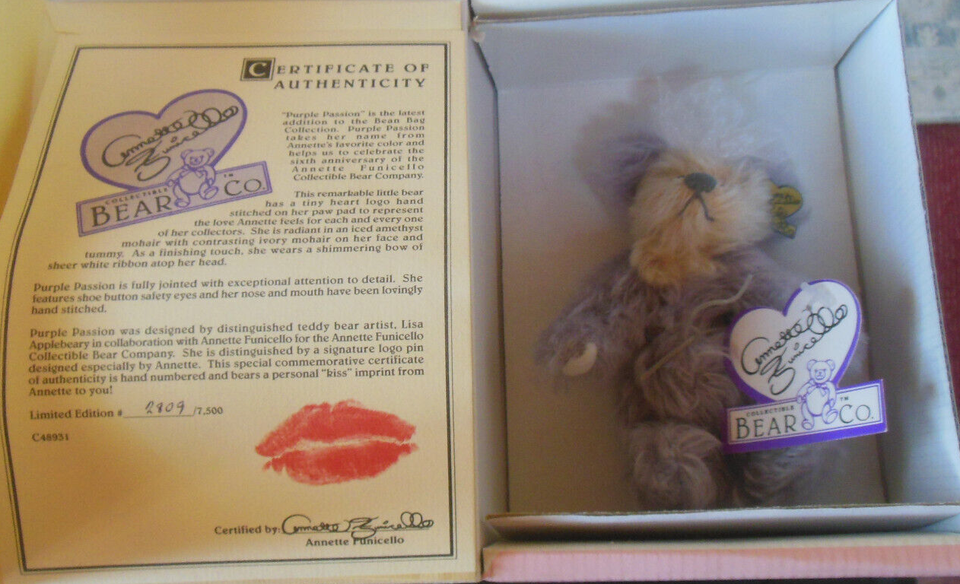 CERTIFICATE OF
AUTHENTICITY
Annette Funicello
COLLECTIBLE
BEAR CO.™
"Purple Passion" is the latest
addition to the Bean Bag
Collection. Purple Passion
takes her name from
Annette's favorite color and
helps us to celebrate the
sixth anniversary of the
Annette Funicello
Collectible Bear Company.
This remarkable little bear
has a tiny heart logo hand
stitched on her paw pad to represent
the love Annette feels for each and every one
of her collectors. She is radiant in an iced amethyst
mohair with contrasting ivory mohair on her face and
tummy. As a finishing touch, she wears a shimmering bow of
sheer white ribbon atop her head.
Purple Passion is fully jointed with exceptional attention to detail. She
features shoe button safety eyes and her nose and mouth have been lovingly
hand stitched.
Purple Passion was designed by distinguished teddy bear artist, Lisa
Applebeary in collaboration with Annette Funicello for the Annette Funicello
Collectible Bear Company. She is distinguished by a signature logo pin
designed especially by Annette. This special commemorative certificate
of authenticity is hand numbered and bears a personal "kiss" imprint from
Annette to you!
Limited Edition # 2809 /7,500
C48931
Certified by: Annette Funicello
Annette Funicello
Annette Funicello
COLLECTIBLE
BEAR CO.™